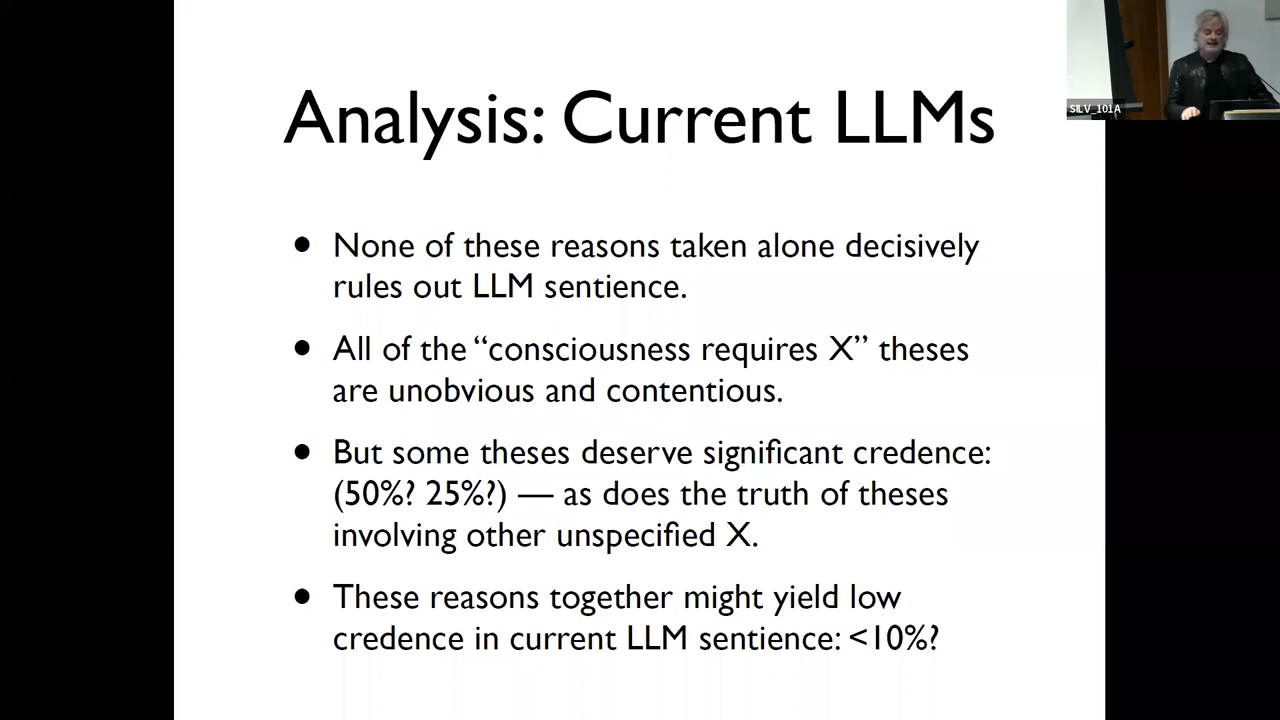 Analysis: Current LLMs
SILV_101A
• None of these reasons taken alone decisively
rules out LLM sentience.
• All of the “consciousness requires X” theses
are unobvious and contentious.
• But some theses deserve significant credence:
(50%? 25%?) — as does the truth of theses
involving other unspecified X.
• These reasons together might yield low
credence in current LLM sentience: <10%?